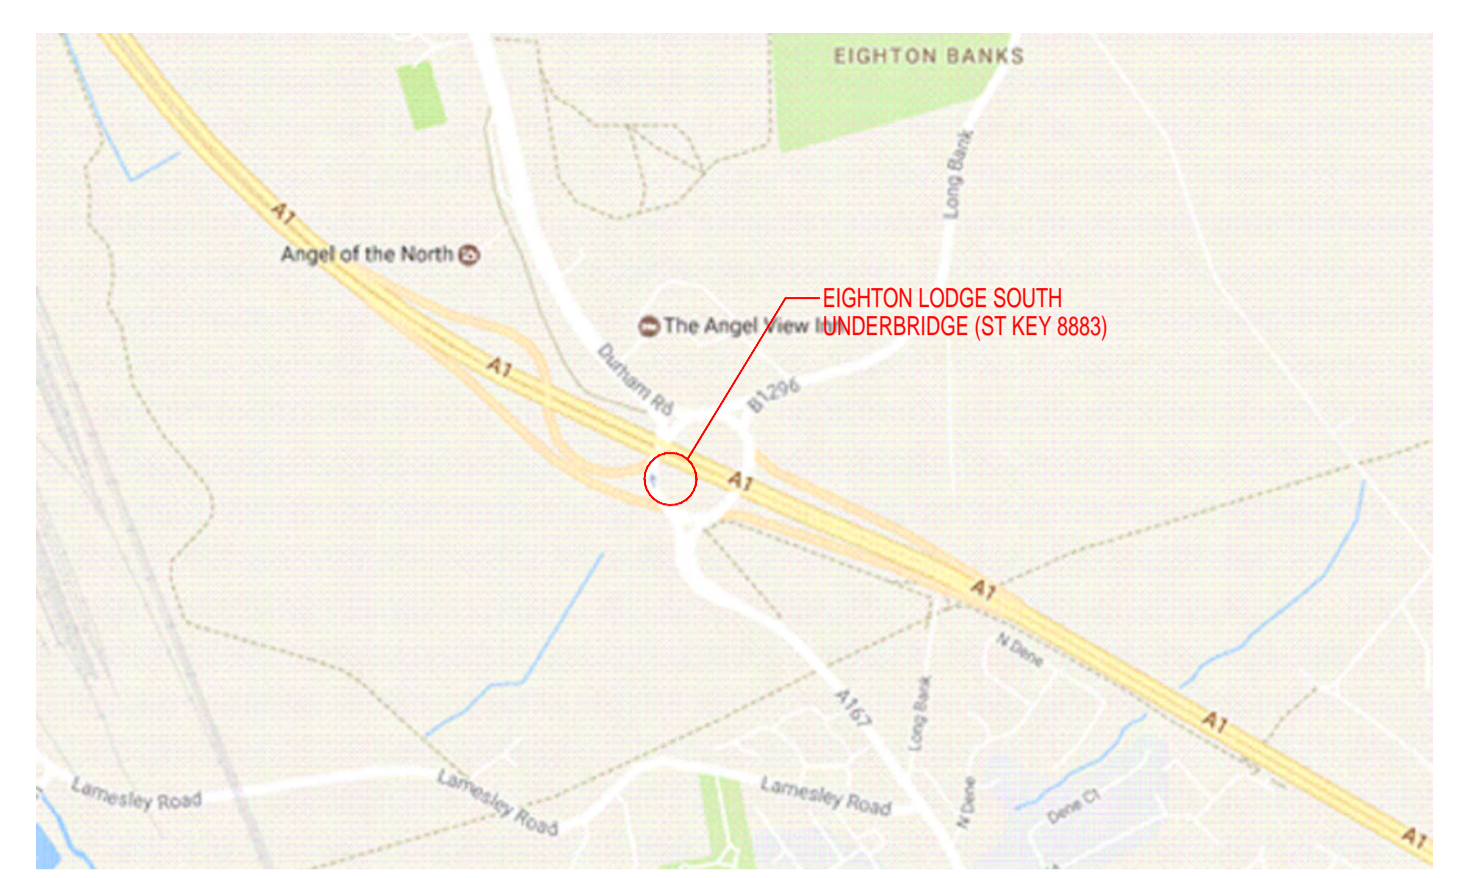 EIGHTON BANKS
Long Bank
A1
Angel of the North
EIGHTON LODGE SOUTH
UNDERBRIDGE (ST KEY 8883)
The Angel View Inn
Durham Rd
A1
B1296
A1
A1
N Dene
Long Bank
A167
A1
Lamesley Road
Lamesley Road
Lamesley Road
N Dene
Dene Ct
A1